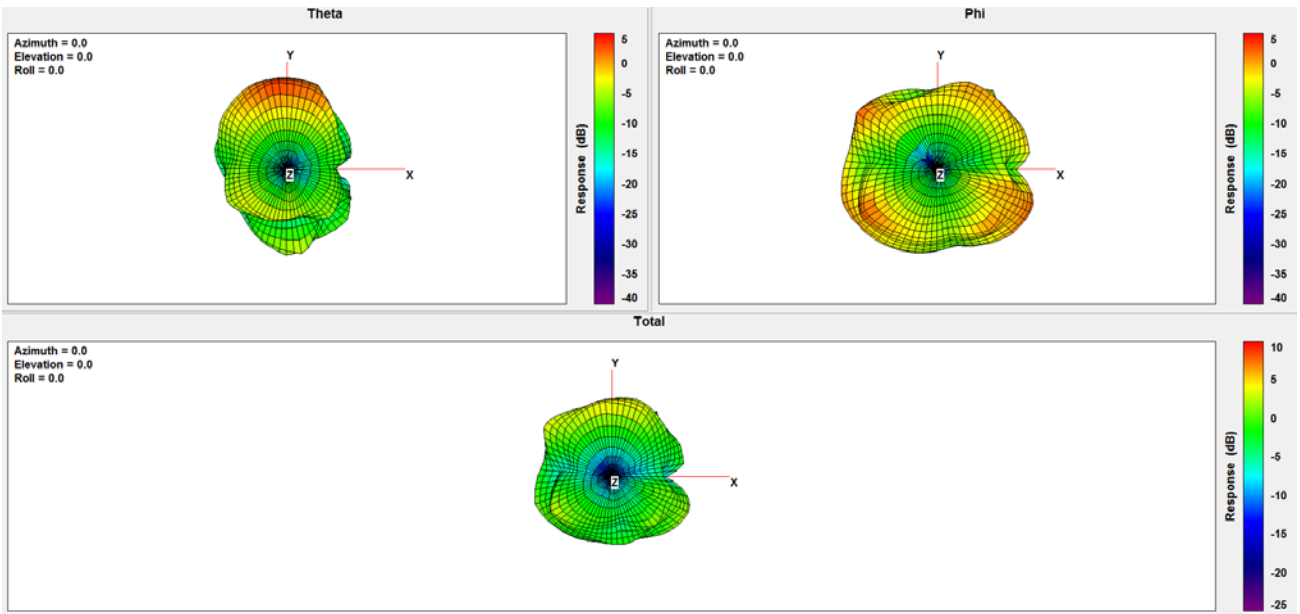 Theta
Azimuth = 0.0
Elevation = 0.0
Roll = 0.0
Y
X
Z
5
0
-5
-10
-15
-20
-25
-30
-35
-40
Response (dB)
Phi
Azimuth = 0.0
Elevation = 0.0
Roll = 0.0
Y
X
Z
5
0
-5
-10
-15
-20
-25
-30
-35
-40
Response (dB)
Total
Azimuth = 0.0
Elevation = 0.0
Roll = 0.0
Y
X
Z
10
5
0
-5
-10
-15
-20
-25
Response (dB)